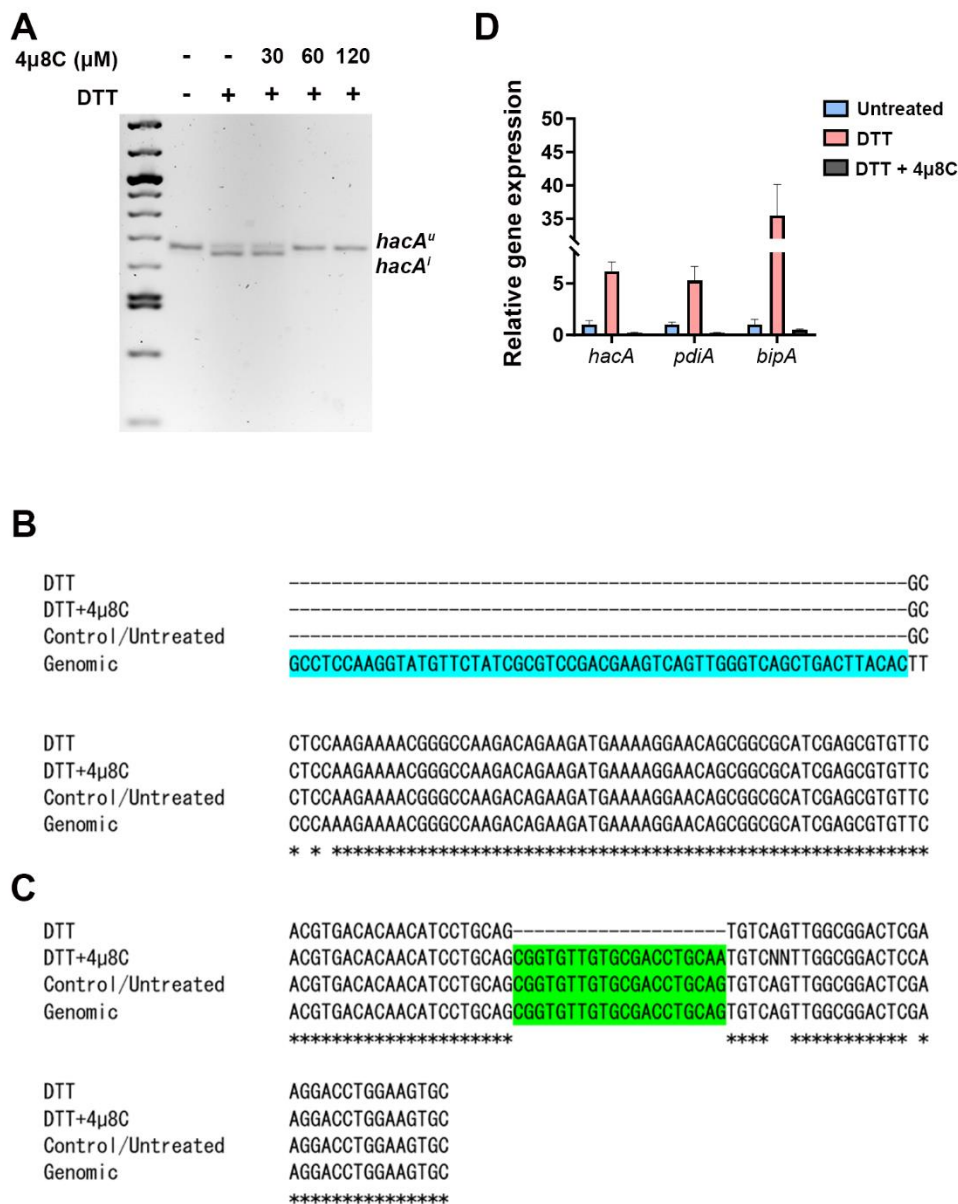 A
4μ8C (μM) - - 30 60 120
DTT - + + + +
hacAᵘ
hacAⁱ
D
Relative gene expression
50
45
40
35
5
0
hacA pdiA bipA
Untreated
DTT
DTT + 4μ8C
B
DTT ----------------------------------------------------------GC
DTT+4μ8C ----------------------------------------------------------GC
Control/Untreated ----------------------------------------------------------GC
Genomic GCCTCCAAGGTATGTTCTATCGCGTCCGACGAAGTCAGTTGGGTCAGCTGACTTACACTT
DTT CTCCAAGAAAACGGGCCAAGACAGAAGATGAAAAGGAACAGCGGCGCATCGAGCGTGTTC
DTT+4μ8C CTCCAAGAAAACGGGCCAAGACAGAAGATGAAAAGGAACAGCGGCGCATCGAGCGTGTTC
Control/Untreated CTCCAAGAAAACGGGCCAAGACAGAAGATGAAAAGGAACAGCGGCGCATCGAGCGTGTTC
Genomic CCCAAAGAAAACGGGCCAAGACAGAAGATGAAAAGGAACAGCGGCGCATCGAGCGTGTTC
* * ********************************************************
C
DTT ACGTGACACAACATCCTGCAG--------------------TGTCAGTTGGCGGACTCGA
DTT+4μ8C ACGTGACACAACATCCTGCAGCGGTGTTGTGCGACCTGCAATGTCNNTTGGCGGACTCCA
Control/Untreated ACGTGACACAACATCCTGCAGCGGTGTTGTGCGACCTGCAGTGTCAGTTGGCGGACTCGA
Genomic ACGTGACACAACATCCTGCAGCGGTGTTGTGCGACCTGCAGTGTCAGTTGGCGGACTCGA
*********************                    ****  *********** *
DTT AGGACCTGGAAGTGC
DTT+4μ8C AGGACCTGGAAGTGC
Control/Untreated AGGACCTGGAAGTGC
Genomic AGGACCTGGAAGTGC
***************